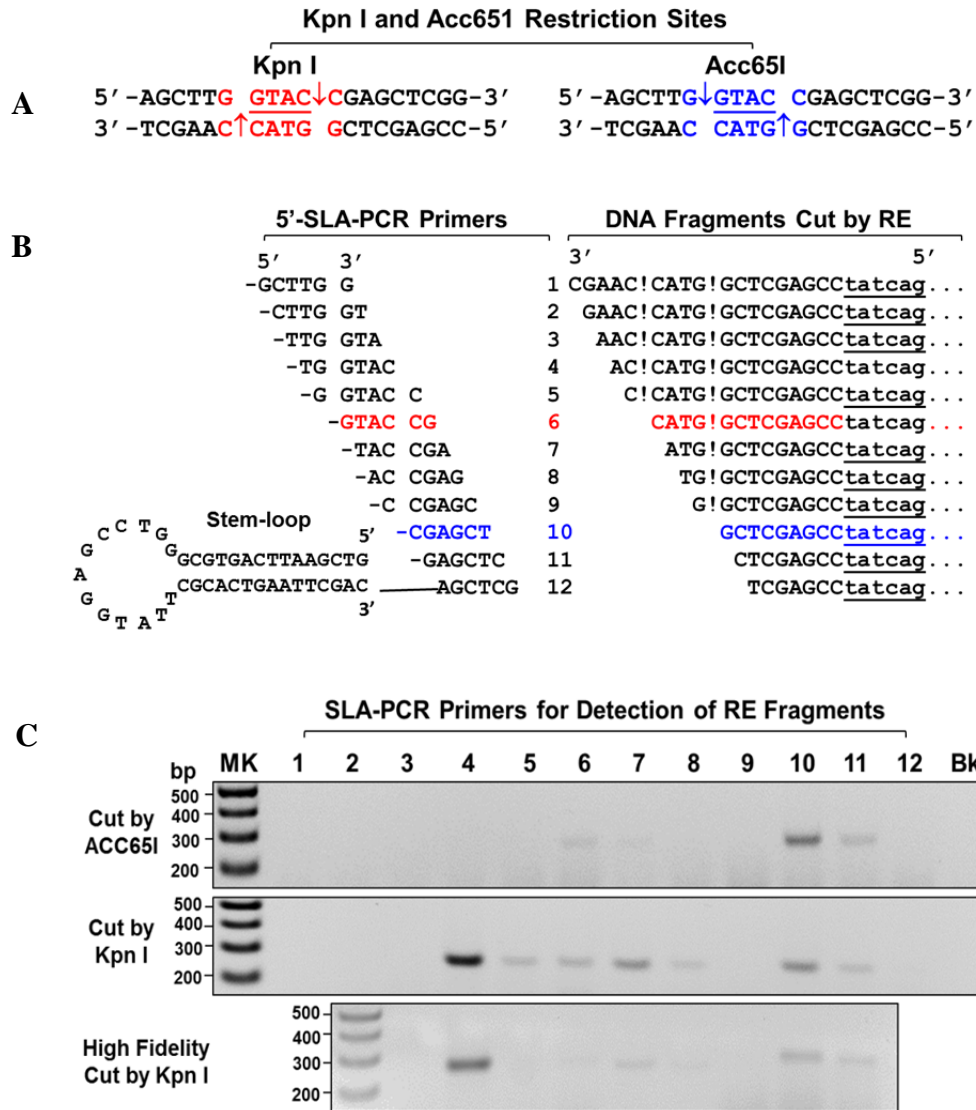 Kpn I and Acc651 Restriction Sites
A
Kpn I
Acc65I
5′-AGCTTG GTAC↓CGAGCTCGG-3′
3′-TCGAAC↑CATG GCTCGAGCC-5′
5′-AGCTTG↓GTAC CGAGCTCGG-3′
3′-TCGAAC CATG↑GCTCGAGCC-5′
B
5′-SLA-PCR Primers
DNA Fragments Cut by RE
5′ 3′
3′ 5′
-GCTTG G 1 CGAAC!CATG!GCTCGAGCCtatcag...
-CTTG GT 2 GAAC!CATG!GCTCGAGCCtatcag...
-TTG GTA 3 AAC!CATG!GCTCGAGCCtatcag...
-TG GTAC 4 AC!CATG!GCTCGAGCCtatcag...
-G GTAC C 5 C!CATG!GCTCGAGCCtatcag...
-GTAC CG 6 CATG!GCTCGAGCCtatcag...
-TAC CGA 7 ATG!GCTCGAGCCtatcag...
-AC CGAG 8 TG!GCTCGAGCCtatcag...
-C CGAGC 9 G!GCTCGAGCCtatcag...
-CGAGCT 10 GCTCGAGCCtatcag...
-GAGCTC 11 CTCGAGCCtatcag...
AGCTCG 12 TCGAGCCtatcag...
Stem-loop
5′
GCGTGACTTAAGCTG
CGCACTGAATTCGAC
3′
GGTCCGAGGTATT
C
SLA-PCR Primers for Detection of RE Fragments
bp MK 1 2 3 4 5 6 7 8 9 10 11 12 Bk
Cut by
ACC65I
500
400
300
200
Cut by
Kpn I
500
400
300
200
High Fidelity
Cut by Kpn I
500
400
300
200